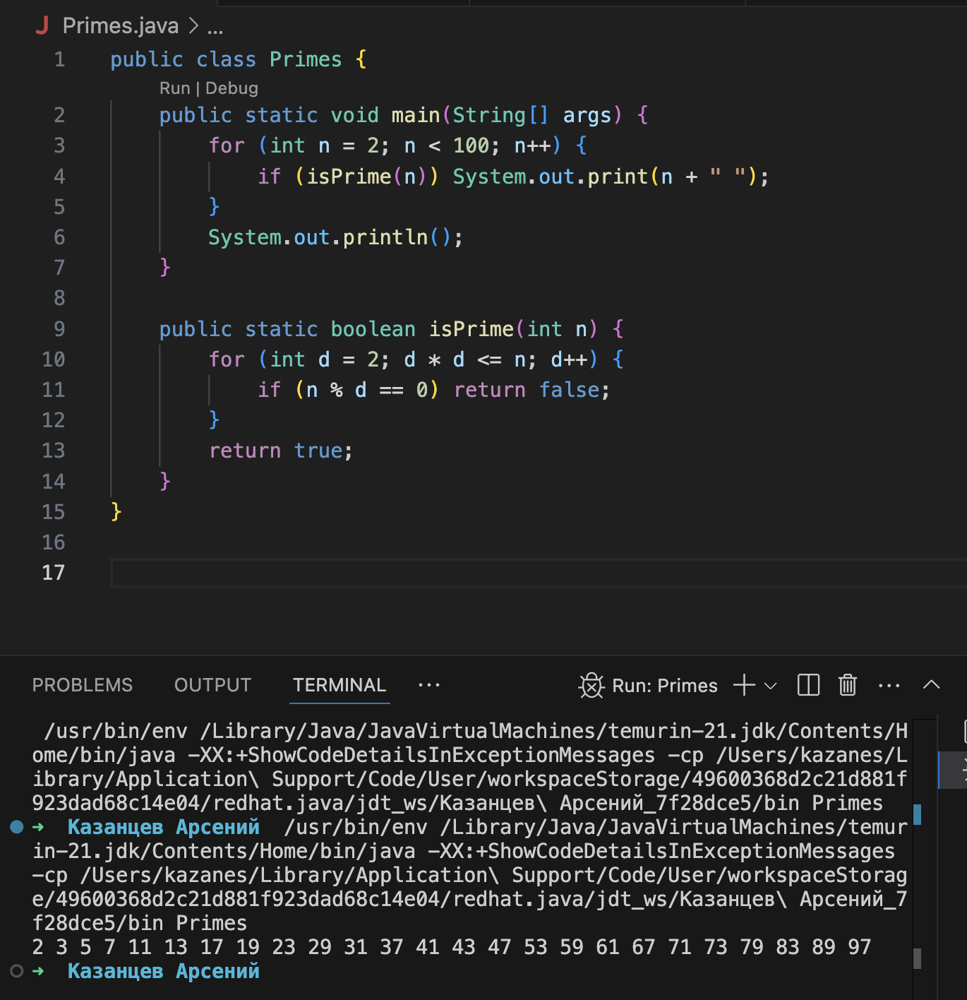 Primes.java > ...
1 public class Primes {
Run | Debug
2 public static void main(String[] args) {
3 for (int n = 2; n < 100; n++) {
4 if (isPrime(n)) System.out.print(n + " ");
5 }
6 System.out.println();
7 }
8
9 public static boolean isPrime(int n) {
10 for (int d = 2; d * d <= n; d++) {
11 if (n % d == 0) return false;
12 }
13 return true;
14 }
15 }
16
17
PROBLEMS OUTPUT TERMINAL ... Run: Primes
/usr/bin/env /Library/Java/JavaVirtualMachines/temurin-21.jdk/Contents/H
ome/bin/java -XX:+ShowCodeDetailsInExceptionMessages -cp /Users/kazanes/L
ibrary/Application\ Support/Code/User/workspaceStorage/49600368d2c21d881f
923dad68c14e04/redhat.java/jdt_ws/Казанцев\ Арсений_7f28dce5/bin Primes
➜ Казанцев Арсений /usr/bin/env /Library/Java/JavaVirtualMachines/temur
in-21.jdk/Contents/Home/bin/java -XX:+ShowCodeDetailsInExceptionMessages
-cp /Users/kazanes/Library/Application\ Support/Code/User/workspaceStorag
e/49600368d2c21d881f923dad68c14e04/redhat.java/jdt_ws/Казанцев\ Арсений_7
f28dce5/bin Primes
2 3 5 7 11 13 17 19 23 29 31 37 41 43 47 53 59 61 67 71 73 79 83 89 97
➜ Казанцев Арсений